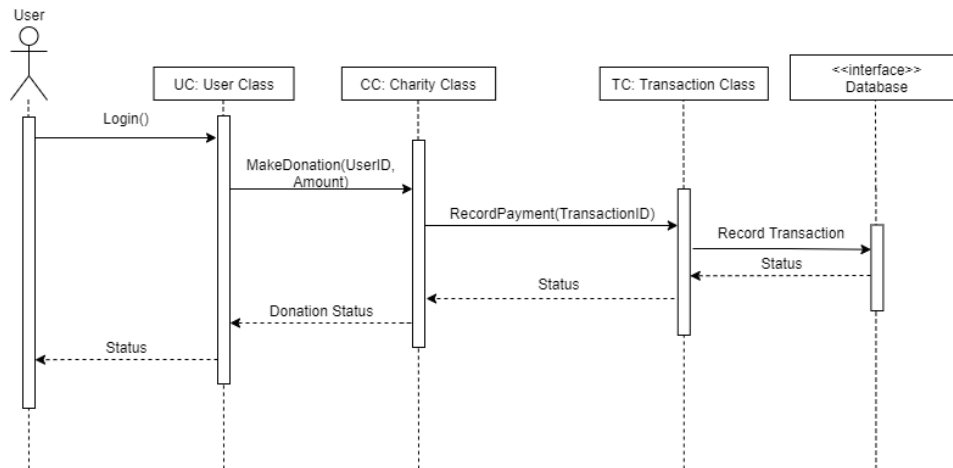 User
UC: User Class
CC: Charity Class
TC: Transaction Class
<<interface>>
Database
Login()
MakeDonation(UserID,
Amount)
RecordPayment(TransactionID)
Record Transaction
Status
Status
Donation Status
Status